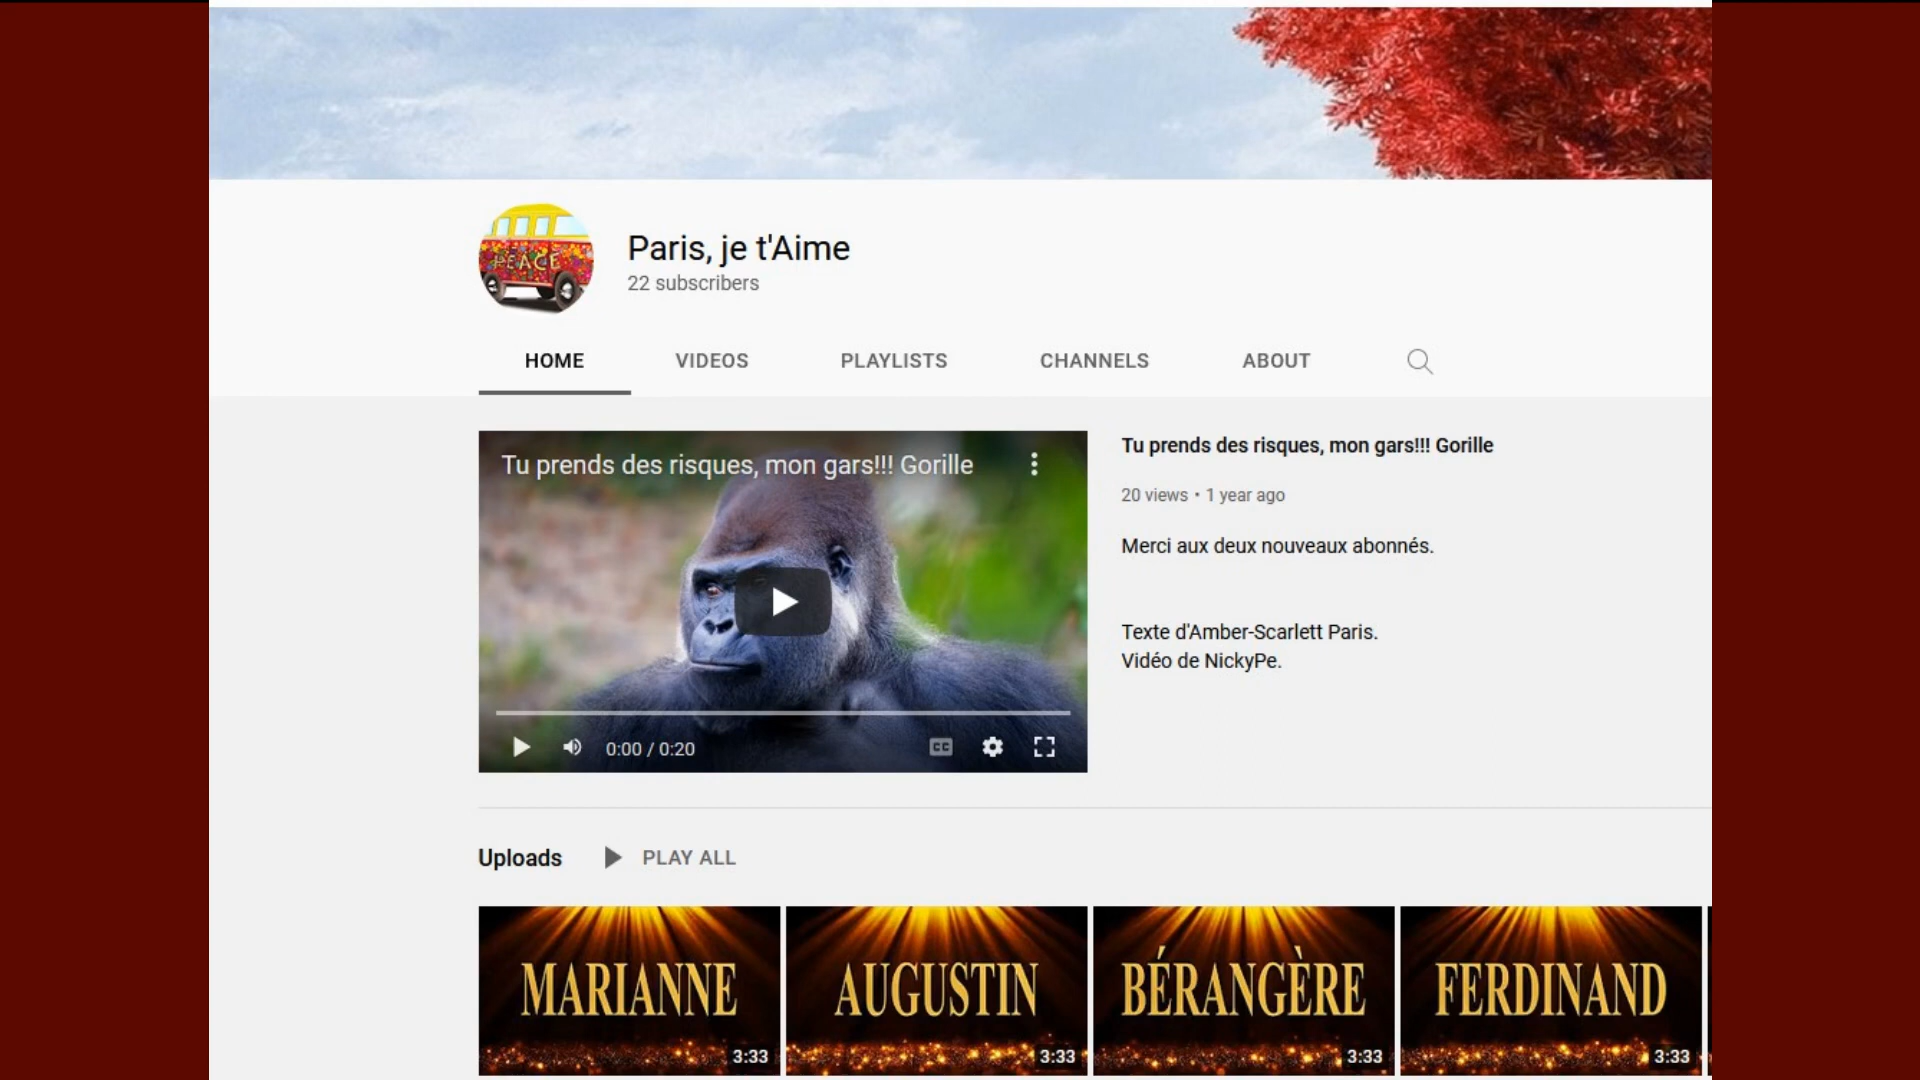 PEACE
Paris, je t'Aime
22 subscribers
HOME
VIDEOS
PLAYLISTS
CHANNELS
ABOUT
Tu prends des risques, mon gars!!! Gorille
CC
0:00 / 0:20
Tu prends des risques, mon gars!!! Gorille
20 views • 1 year ago
Merci aux deux nouveaux abonnés.
Texte d'Amber-Scarlett Paris.
Vidéo de NickyPe.
Uploads
PLAY ALL
MARIANNE
3:33
AUGUSTIN
3:33
BÉRANGÈRE
3:33
FERDINAND
3:33